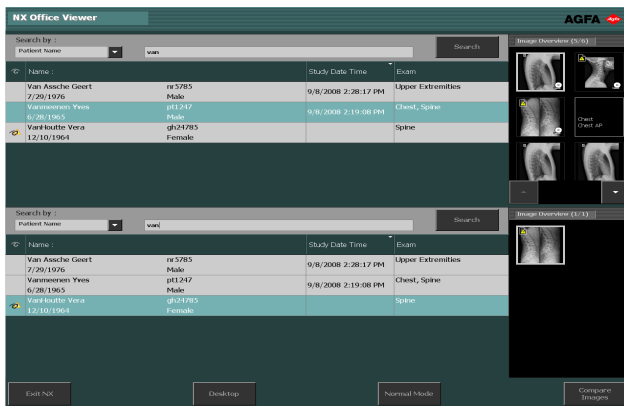 NX Office Viewer
AGFA
Search by :
Patient Name
van
Search
Image Overview (5/6)
Name :
Study Date Time
Exam
Van Assche Geert
nr5785
9/8/2008 2:28:17 PM
Upper Extremities
7/29/1976
Male
Vanmeenen Yves
pt1247
9/8/2008 2:19:08 PM
Chest, Spine
6/28/1965
Male
VanHoutte Vera
gh24785
Spine
12/10/1964
Female
Chest
Chest AP
Search by :
Patient Name
van
Search
Image Overview (1/1)
Name :
Study Date Time
Exam
Van Assche Geert
nr5785
9/8/2008 2:28:17 PM
Upper Extremities
7/29/1976
Male
Vanmeenen Yves
pt1247
9/8/2008 2:19:08 PM
Chest, Spine
6/28/1965
Male
VanHoutte Vera
gh24785
Spine
12/10/1964
Female
Exit NX
Desktop
Normal Mode
Compare
Images